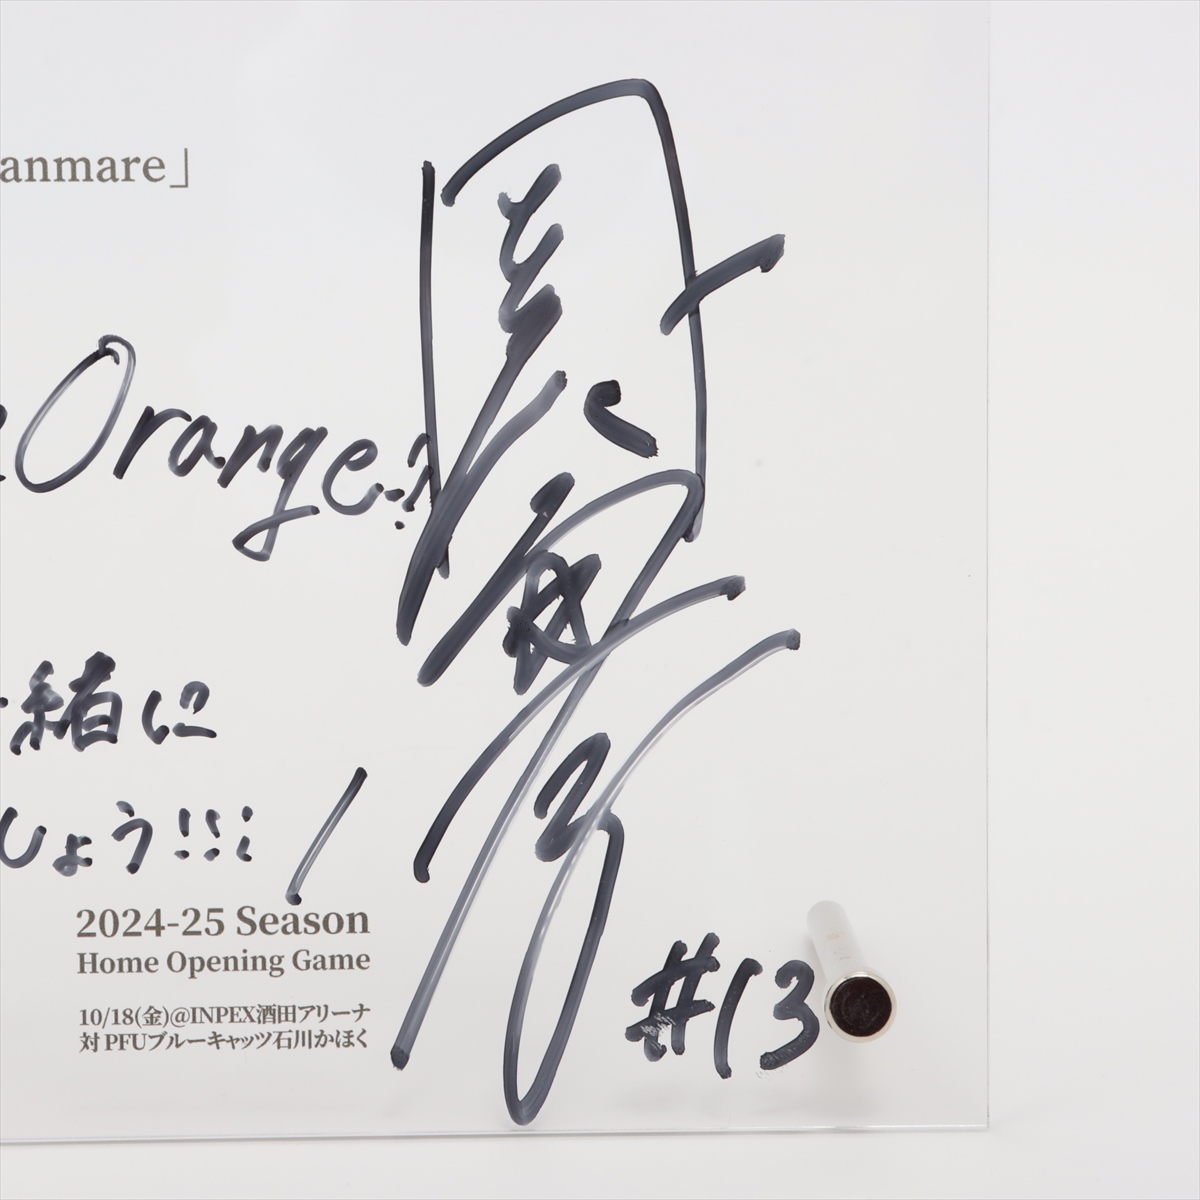 anmare」
Orange!!
緒に
しょう!!!
2024-25 Season
Home Opening Game
10/18(金)@INPEX酒田アリーナ
対 PFUブルーキャッツ石川かほく
#13